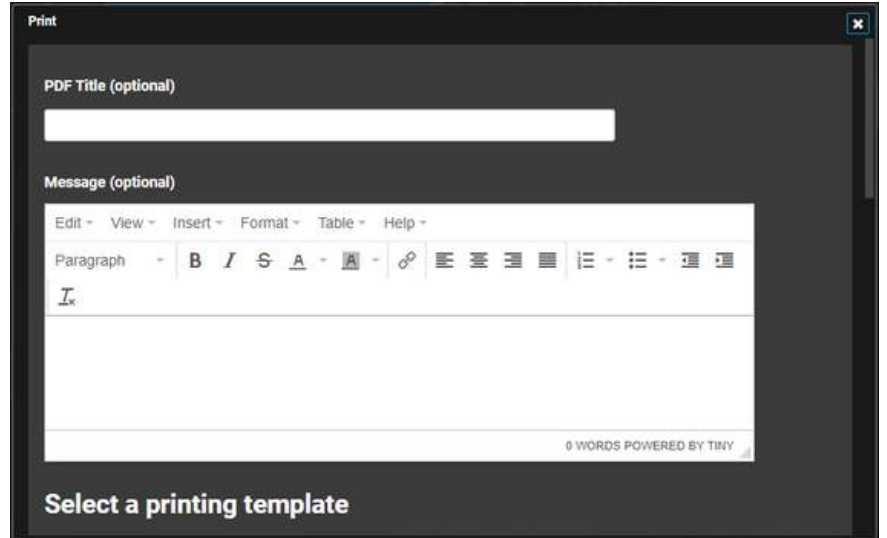 Print
PDF Title (optional)
Message (optional)
Edit View Insert Format Table Help
Paragraph B I S A A
Tx
0 WORDS POWERED BY TINY
Select a printing template